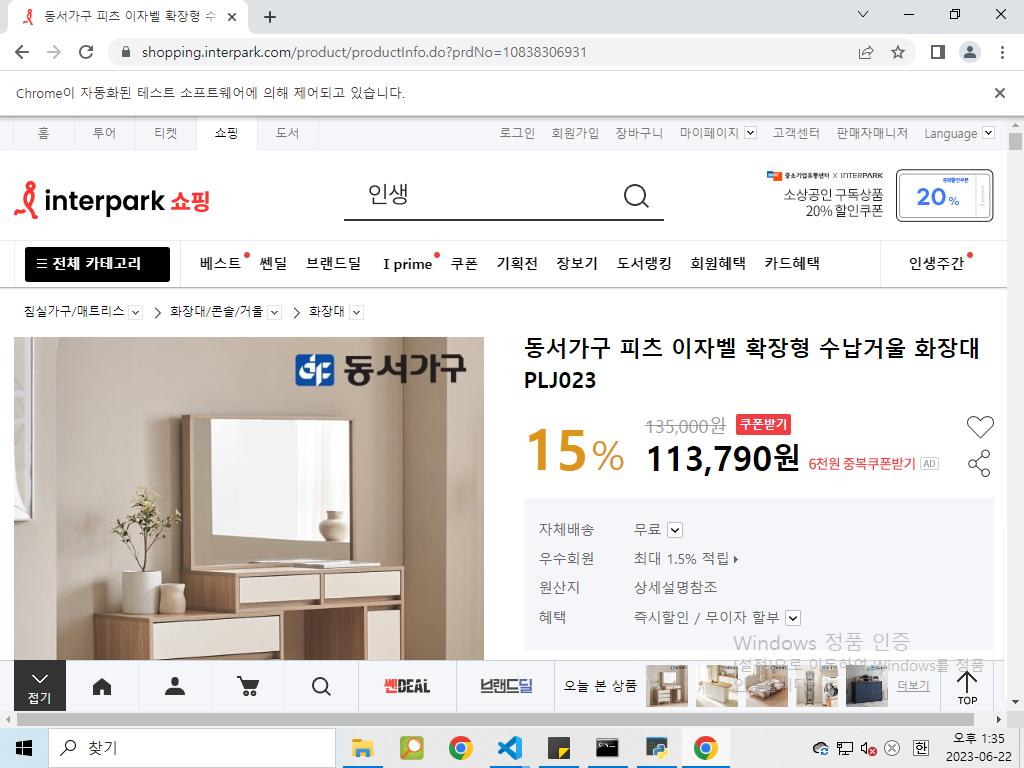 동서가구 피츠 이자벨 확장형 수
shopping.interpark.com/product/productInfo.do?prdNo=10838306931
Chrome이 자동화된 테스트 소프트웨어에 의해 제어되고 있습니다.
홈 투어 티켓 쇼핑 도서 로그인 회원가입 장바구니 마이페이지 고객센터 판매자매니저 Language
interpark 쇼핑 인생
중소기업유통센터 X INTERPARK
소상공인 구독상품
20% 할인쿠폰
20%
전체 카테고리 베스트 쎈딜 브랜드딜 I prime 쿠폰 기획전 장보기 도서랭킹 회원혜택 카드혜택 인생주간
침실가구/매트리스 화장대/콘솔/거울 화장대
동서가구
동서가구 피츠 이자벨 확장형 수납거울 화장대
PLJ023
15%
135,000원 쿠폰받기
113,790원 6천원 중복쿠폰받기 AD
자체배송 무료
우수회원 최대 1.5% 적립
원산지 상세설명참조
혜택 즉시할인 / 무이자 할부
Windows 정품 인증
[설정]으로 이동하여 Windows를 정품
접기 쎈DEAL 브랜드딜 오늘 본 상품 더보기 TOP
찾기
한
오후 1:35
2023-06-22